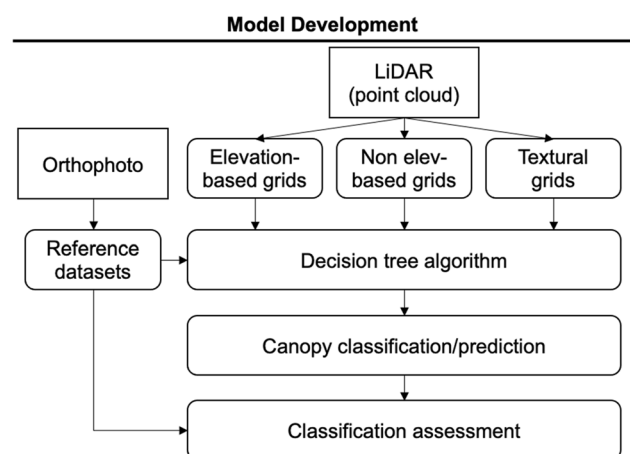 Model Development
LiDAR
(point cloud)
Orthophoto
Elevation-
based grids
Non elev-
based grids
Textural
grids
Reference
datasets
Decision tree algorithm
Canopy classification/prediction
Classification assessment